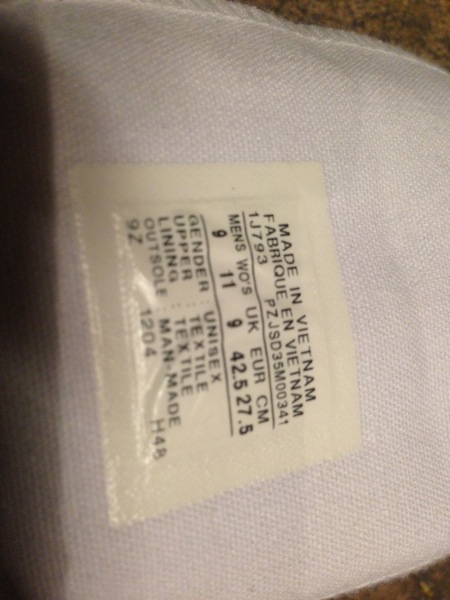 MADE IN VIETNAM
FABRIQUE EN VIETNAM
1J793 PZJSD35M00341
MENS WO'S UK EUR CM
9 11 9 42.5 27.5
GENDER : UNISEX
UPPER : TEXTILE
LINING : TEXTILE
OUTSOLE : MAN-MADE
9Z 1204 H4B